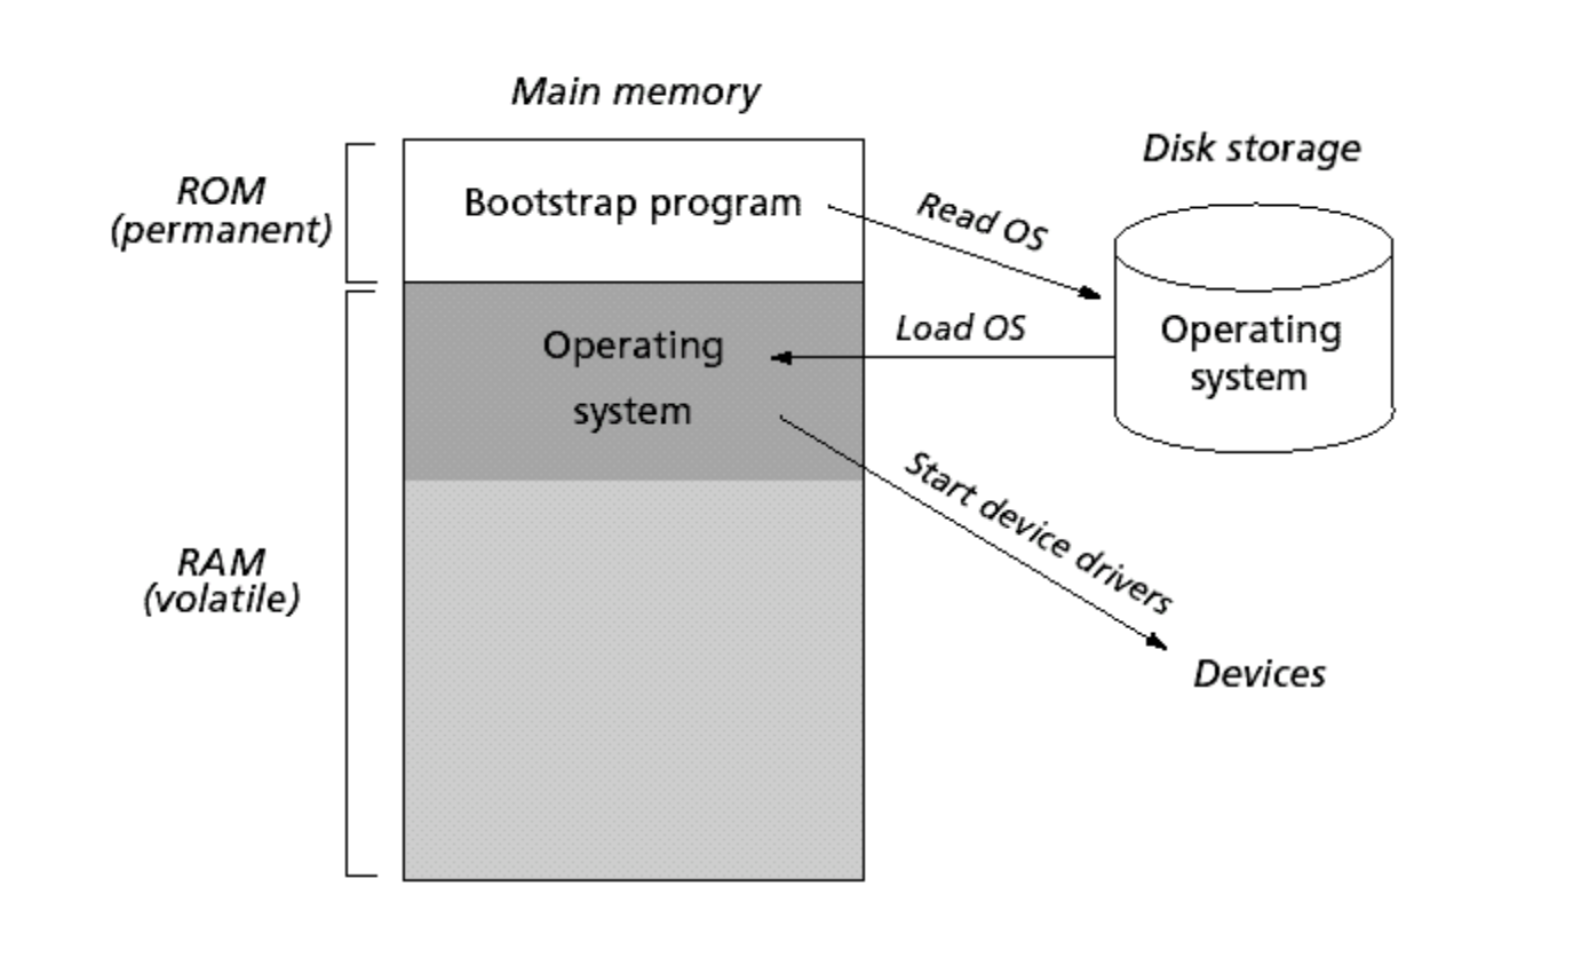 Main memory
Disk storage
ROM
(permanent)
Bootstrap program
Read OS
Load OS
Operating
system
Operating
system
Start device drivers
RAM
(volatile)
Devices